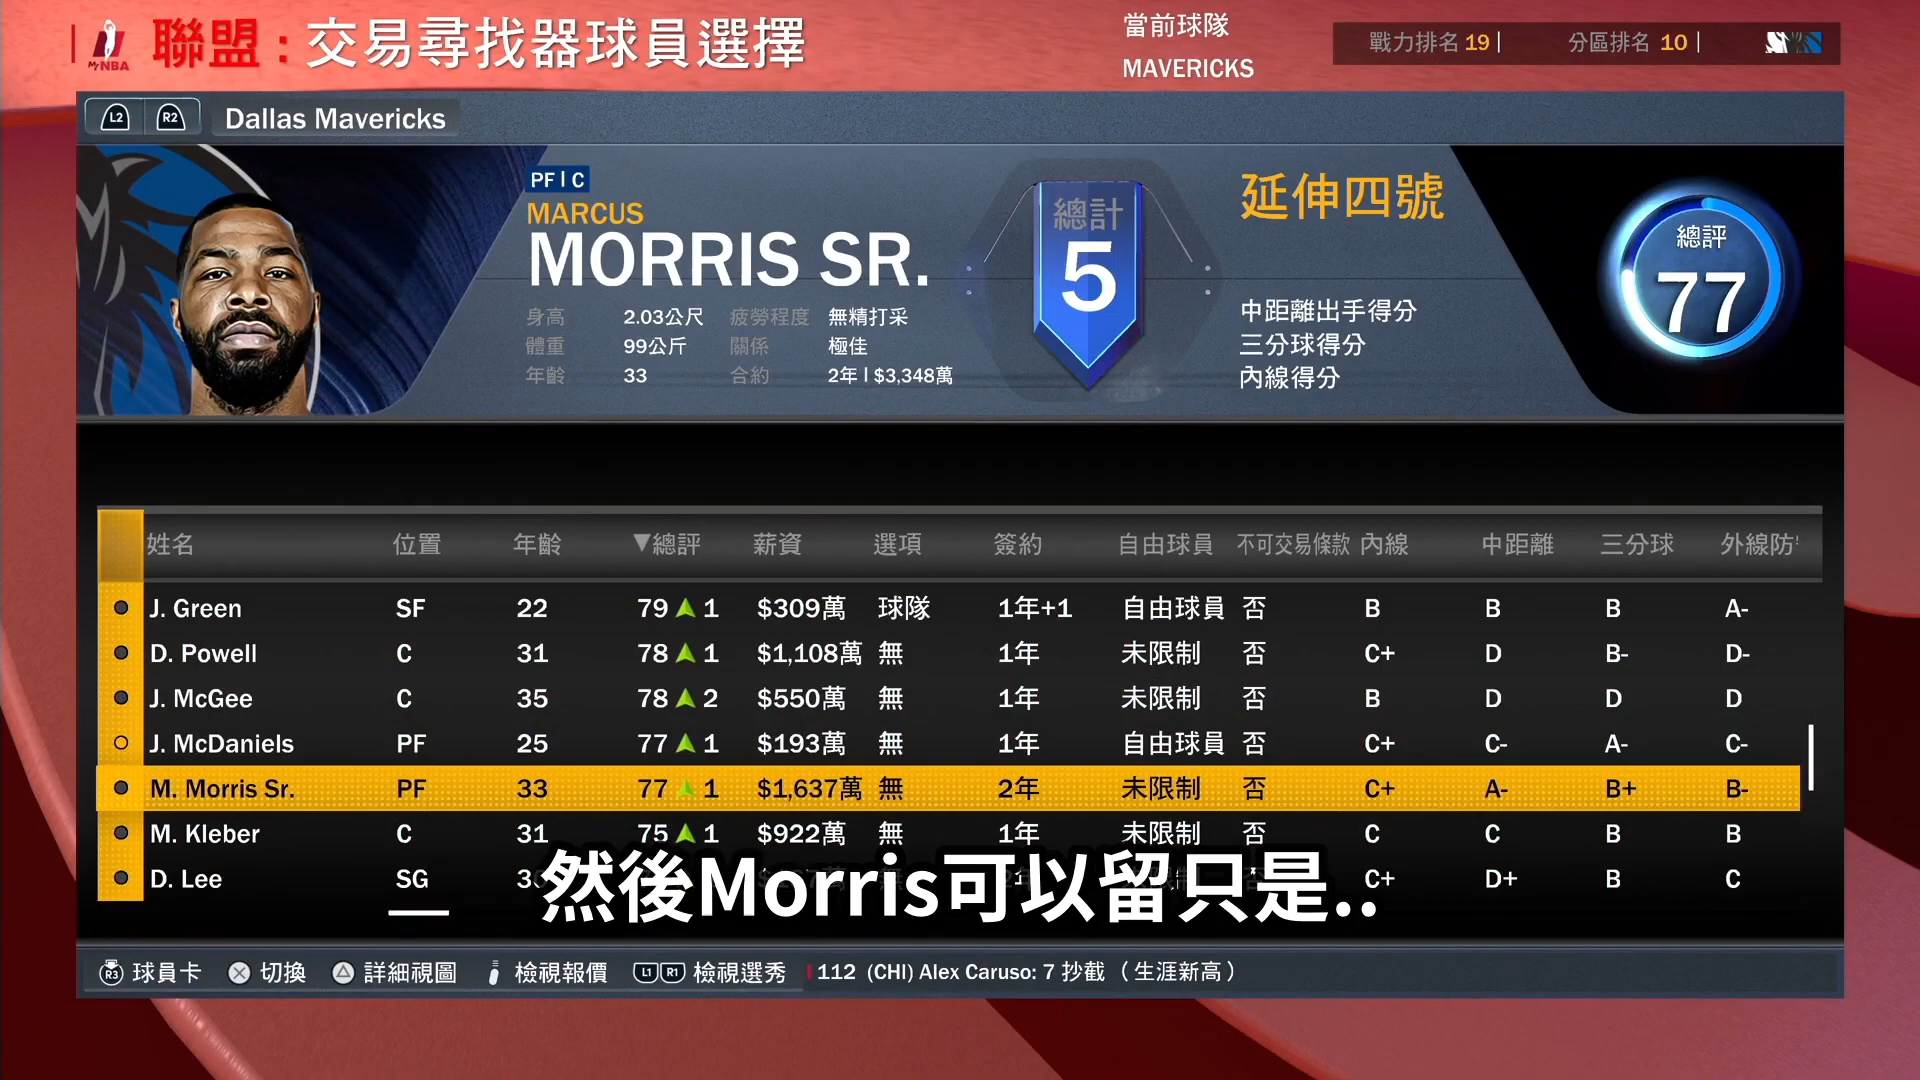 MyNBA
聯盟 : 交易尋找器球員選擇
當前球隊
MAVERICKS
戰力排名 19
分區排名 10
L2 R2 Dallas Mavericks
PF | C
MARCUS
MORRIS SR.
身高 2.03公尺 疲勞程度 無精打采
體重 99公斤 關係 極佳
年齡 33 合約 2年 | $3,348萬
總計
5
延伸四號
中距離出手得分
三分球得分
內線得分
總評
77
姓名 位置 年齡 ▼總評 薪資 選項 簽約 自由球員 不可交易條款 內線 中距離 三分球 外線防
J. Green SF 22 79 1 $309萬 球隊 1年+1 自由球員 否 B B B A-
D. Powell C 31 78 1 $1,108萬 無 1年 未限制 否 C+ D B- D-
J. McGee C 35 78 2 $550萬 無 1年 未限制 否 B D D D
J. McDaniels PF 25 77 1 $193萬 無 1年 自由球員 否 C+ C- A- C-
M. Morris Sr. PF 33 77 1 $1,637萬 無 2年 未限制 否 C+ A- B+ B-
M. Kleber C 31 75 1 $922萬 無 1年 未限制 否 C C B B
D. Lee SG C+ D+ B C
然後Morris可以留只是..
R3 球員卡 切換 詳細視圖 檢視報價 L1 R1 檢視選秀 112 (CHI) Alex Caruso: 7 抄截 （生涯新高）